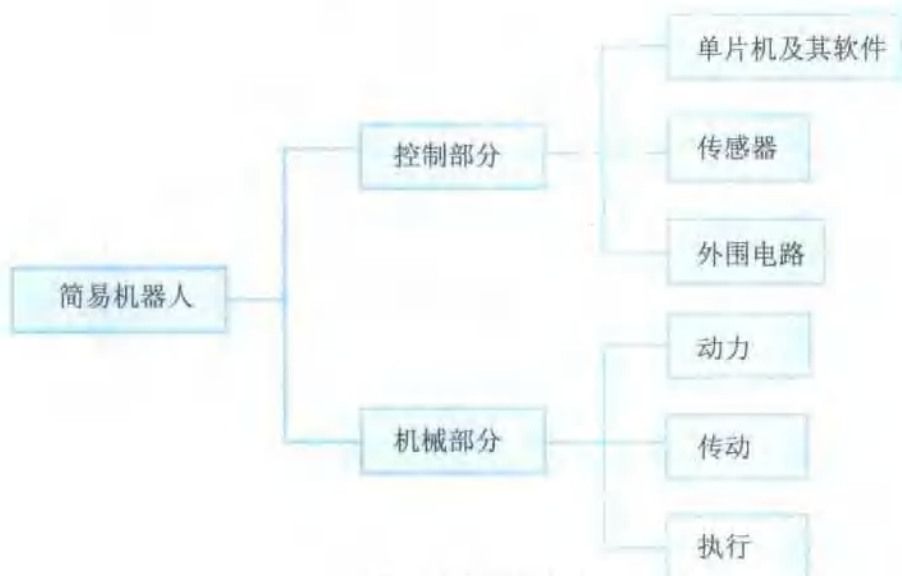 单片机及其软件
控制部分
传感器
外围电路
简易机器人
动力
机械部分
传动
执行